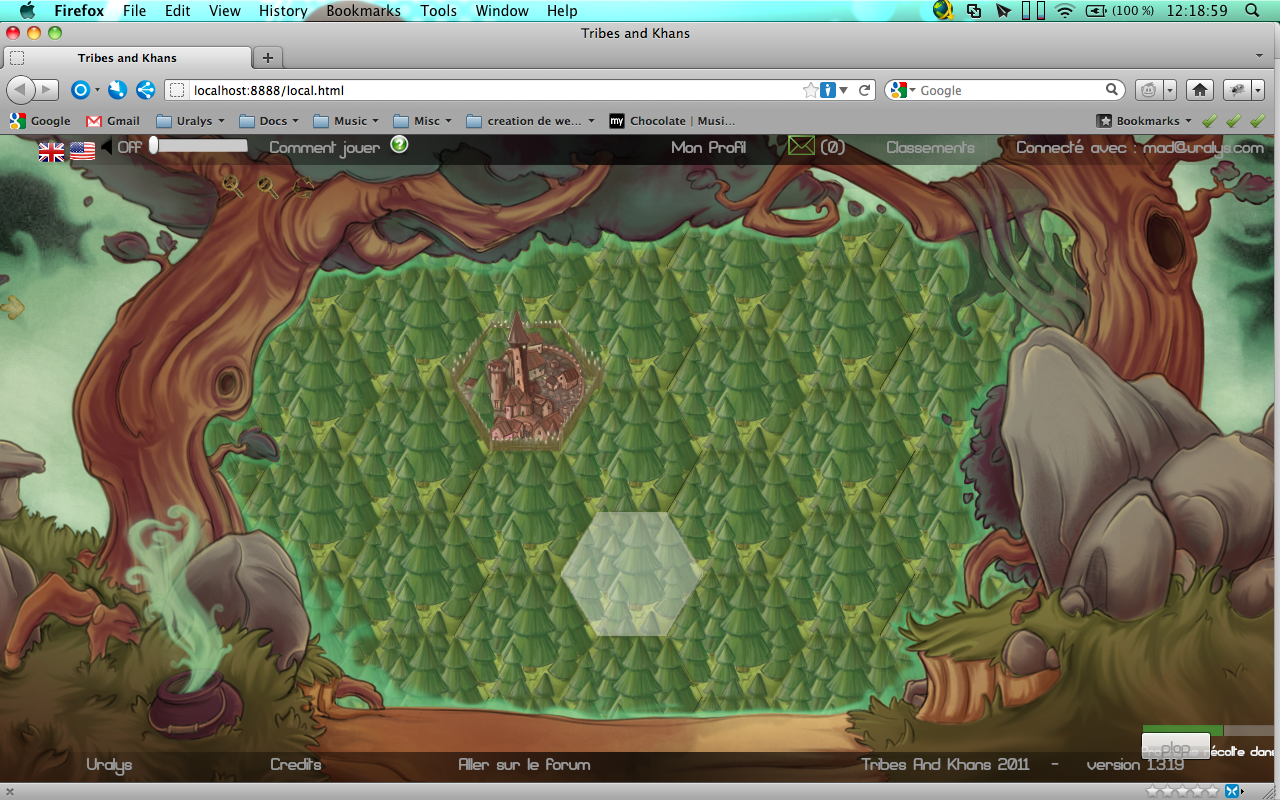 Firefox File Edit View History Bookmarks Tools Window Help (100 %) 12:18:59
Tribes and Khans
Tribes and Khans
localhost:8888/local.html Google
Google Gmail Uralys Docs Music Misc creation de we... my Chocolate | Musi... Bookmarks
Off Comment jouer ? Mon Profil (0) Classements Connecté avec : mad@uralys.com
plop récolte dans
Uralys Credits Aller sur le forum Tribes And Khans 2011 - version 1.3.19